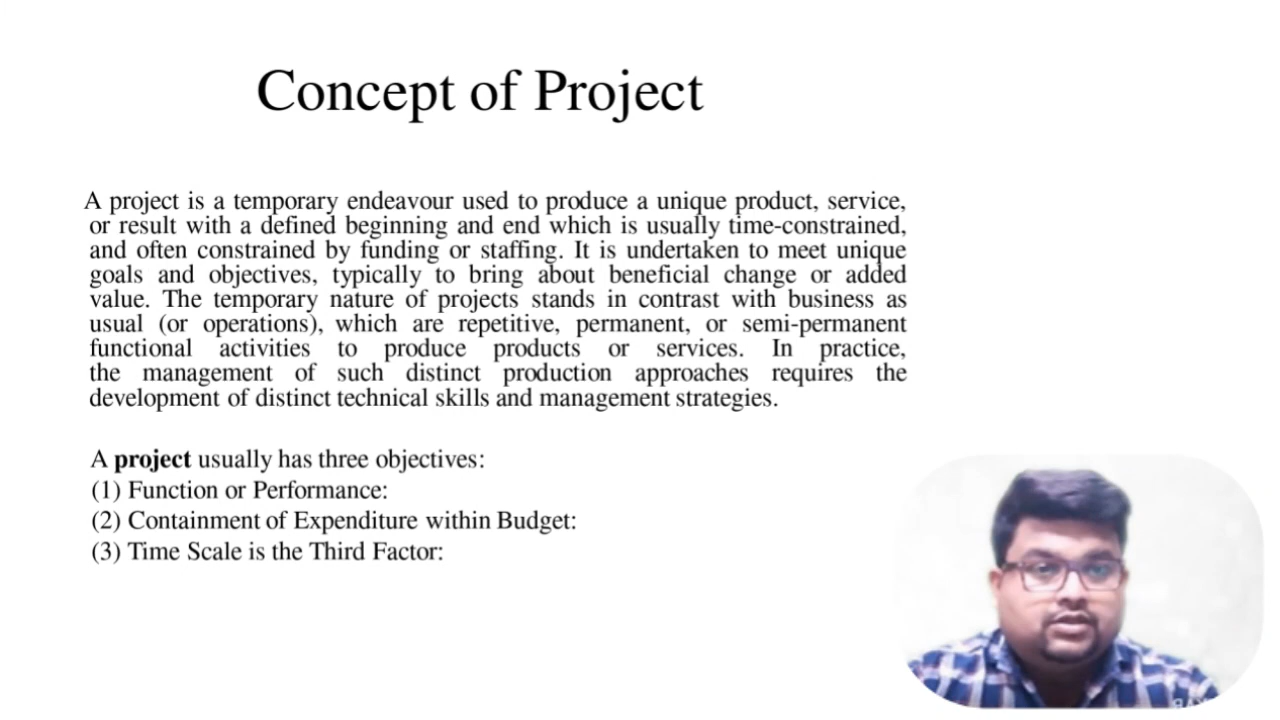 Concept of Project
A project is a temporary endeavour used to produce a unique product, service,
or result with a defined beginning and end which is usually time-constrained,
and often constrained by funding or staffing. It is undertaken to meet unique
goals and objectives, typically to bring about beneficial change or added
value. The temporary nature of projects stands in contrast with business as
usual (or operations), which are repetitive, permanent, or semi-permanent
functional activities to produce products or services. In practice,
the management of such distinct production approaches requires the
development of distinct technical skills and management strategies.
A project usually has three objectives:
(1) Function or Performance:
(2) Containment of Expenditure within Budget:
(3) Time Scale is the Third Factor: